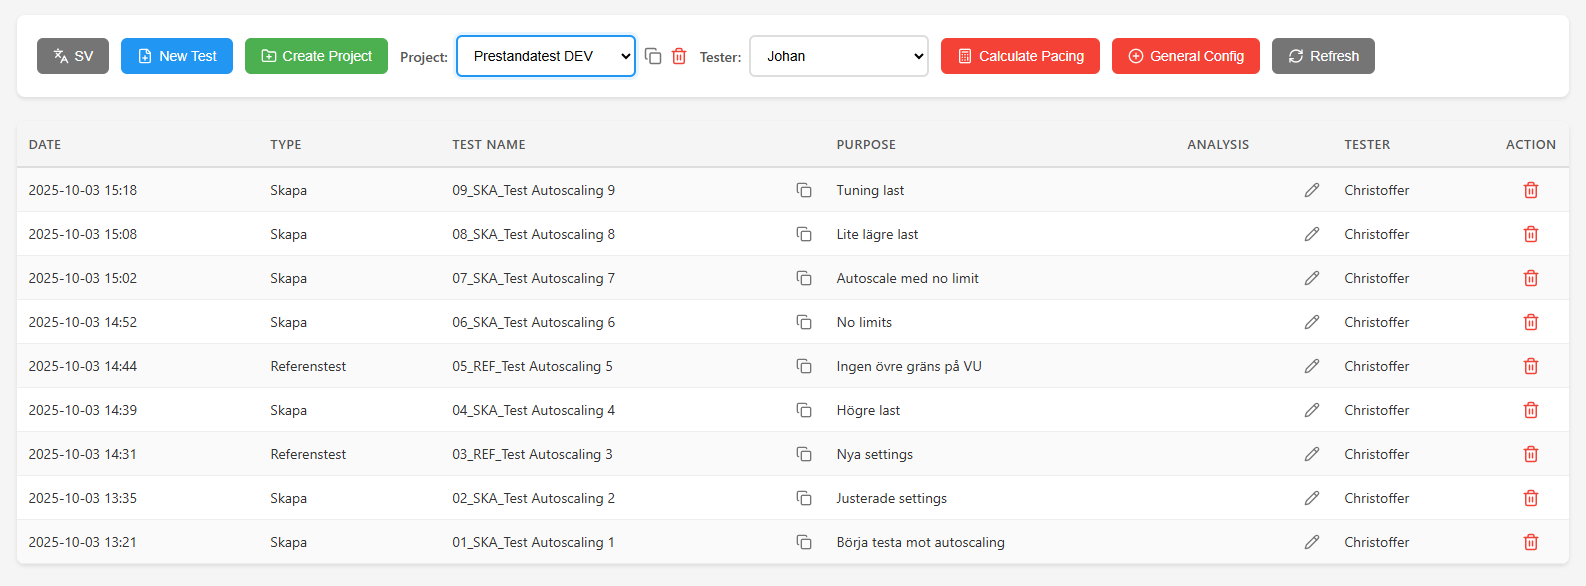 SV New Test Create Project Project: Prestandatest DEV Tester: Johan Calculate Pacing General Config Refresh
DATE TYPE TEST NAME PURPOSE ANALYSIS TESTER ACTION
2025-10-03 15:18 Skapa 09_SKA_Test Autoscaling 9 Tuning last Christoffer
2025-10-03 15:08 Skapa 08_SKA_Test Autoscaling 8 Lite lägre last Christoffer
2025-10-03 15:02 Skapa 07_SKA_Test Autoscaling 7 Autoscale med no limit Christoffer
2025-10-03 14:52 Skapa 06_SKA_Test Autoscaling 6 No limits Christoffer
2025-10-03 14:44 Referenstest 05_REF_Test Autoscaling 5 Ingen övre gräns på VU Christoffer
2025-10-03 14:39 Skapa 04_SKA_Test Autoscaling 4 Högre last Christoffer
2025-10-03 14:31 Referenstest 03_REF_Test Autoscaling 3 Nya settings Christoffer
2025-10-03 13:35 Skapa 02_SKA_Test Autoscaling 2 Justerade settings Christoffer
2025-10-03 13:21 Skapa 01_SKA_Test Autoscaling 1 Börja testa mot autoscaling Christoffer